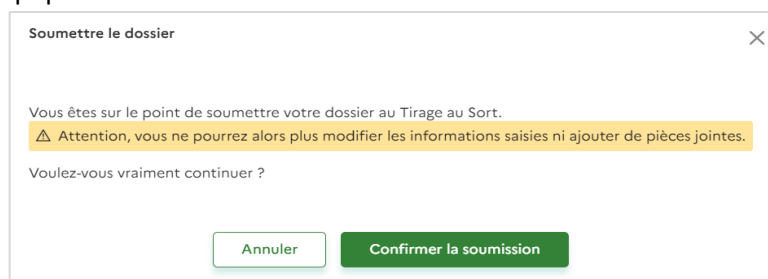 Soumettre le dossier
Vous êtes sur le point de soumettre votre dossier au Tirage au Sort.
⚠ Attention, vous ne pourrez alors plus modifier les informations saisies ni ajouter de pièces jointes.
Voulez-vous vraiment continuer ?
Annuler
Confirmer la soumission